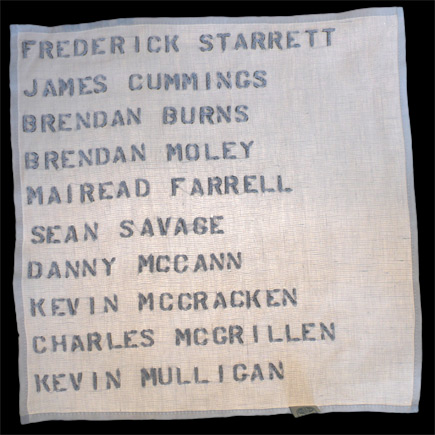 FREDERICK STARRETT
JAMES CUMMINGS
BRENDAN BURNS
BRENDAN MOLEY
MAIREAD FARRELL
SEAN SAVAGE
DANNY MCCANN
KEVIN MCCRACKEN
CHARLES MCGRILLEN
KEVIN MULLIGAN